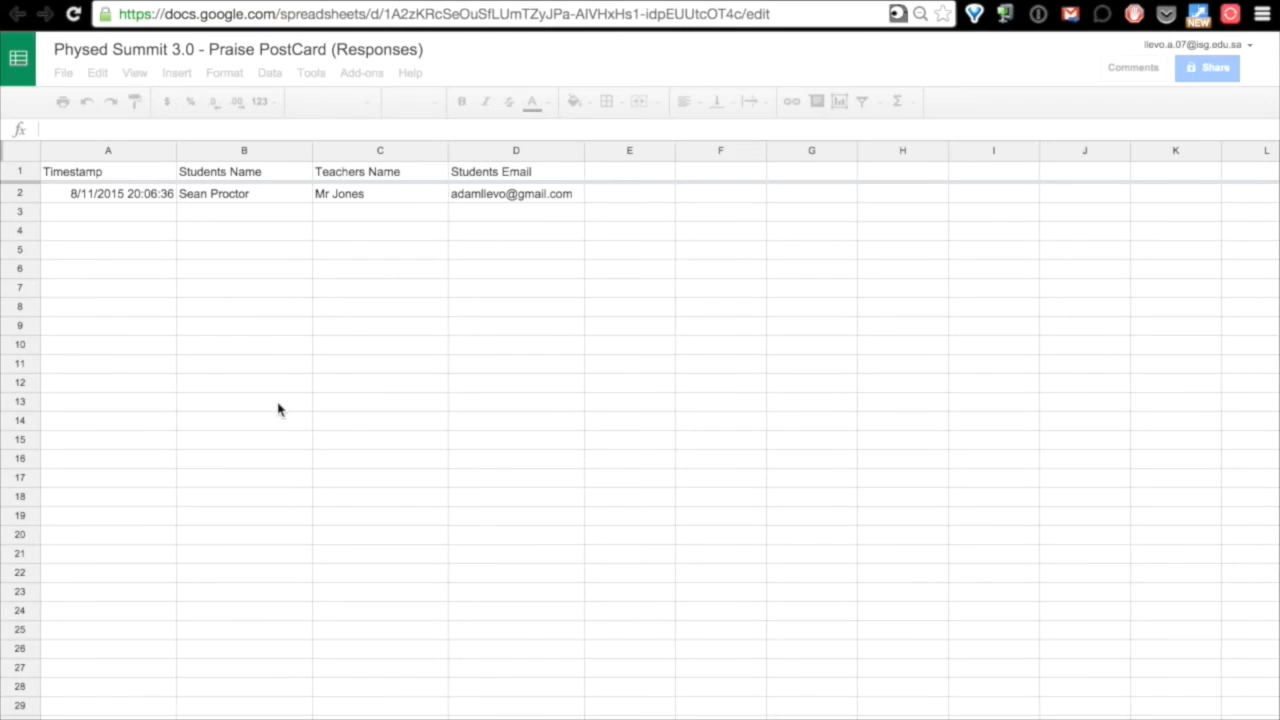 https://docs.google.com/spreadsheets/d/1A2zKRcSeOuSfLUmTZyJPa-AIVHxHs1-idpEUUtcOT4c/edit
NEW
Physed Summit 3.0 - Praise PostCard (Responses)
llevo.a.07@isg.edu.sa
File Edit View Insert Format Data Tools Add-ons Help
Comments Share
$ % .0 .00 123 B I S A Σ
fx
A B C D E F G H I J K L
1 Timestamp Students Name Teachers Name Students Email
2 8/11/2015 20:06:36 Sean Proctor Mr Jones adamllevo@gmail.com
3
4
5
6
7
8
9
10
11
12
13
14
15
16
17
18
19
20
21
22
23
24
25
26
27
28
29